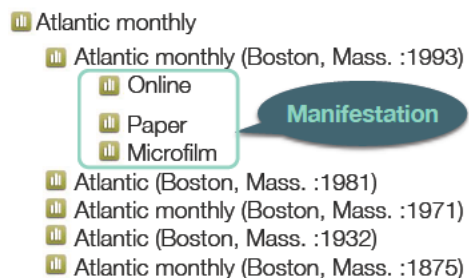 Atlantic monthly
Atlantic monthly (Boston, Mass. :1993)
Online
Paper
Microfilm
Manifestation
Atlantic (Boston, Mass. :1981)
Atlantic monthly (Boston, Mass. :1971)
Atlantic (Boston, Mass. :1932)
Atlantic monthly (Boston, Mass. :1875)